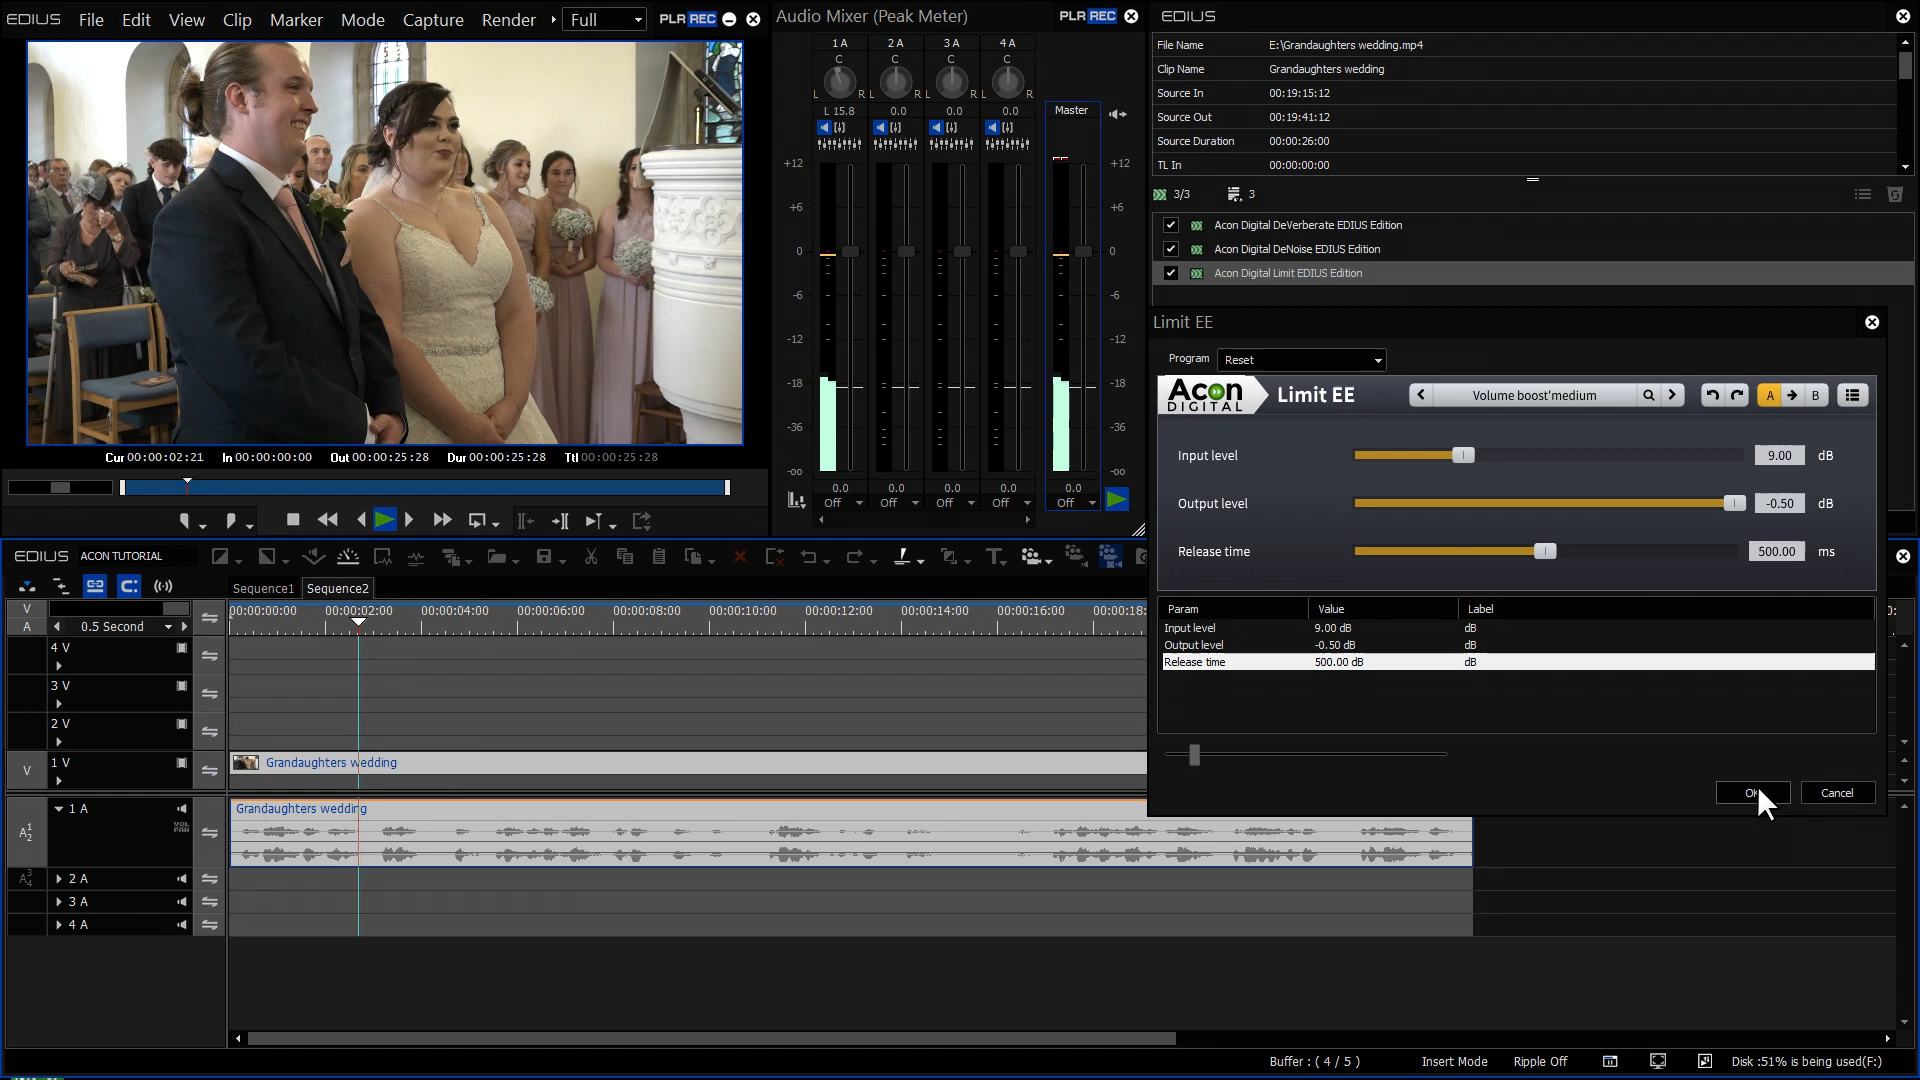 EDIUS File Edit View Clip Marker Mode Capture Render Full PLR REC
Cur 00:00:02:21 In 00:00:00:00 Out 00:00:25:28 Dur 00:00:25:28 Ttl 00:00:25:28
Audio Mixer (Peak Meter) PLR REC
1 A 2 A 3 A 4 A
C C C C
L R L R L R L R
L 15.8 0.0 0.0 0.0 Master
+12 +12
+6 +6
0 0
-6 -6
-12 -12
-18 -18
-36 -36
-oo -oo
0.0 0.0 0.0 0.0 0.0
Off Off Off Off Off
EDIUS
File Name E:\Grandaughters wedding.mp4
Clip Name Grandaughters wedding
Source In 00:19:15:12
Source Out 00:19:41:12
Source Duration 00:00:26:00
TL In 00:00:00:00
3/3 3
Acon Digital DeVerberate EDIUS Edition
Acon Digital DeNoise EDIUS Edition
Acon Digital Limit EDIUS Edition
Limit EE
Program Reset
Acon DIGITAL Limit EE Volume boost'medium A B
Input level 9.00 dB
Output level -0.50 dB
Release time 500.00 ms
Param Value Label
Input level 9.00 dB dB
Output level -0.50 dB dB
Release time 500.00 dB dB
Cancel
EDIUS ACON TUTORIAL
Sequence1 Sequence2
V
A 0.5 Second
00:00:00:00 00:00:02:00 00:00:04:00 00:00:06:00 00:00:08:00 00:00:10:00 00:00:12:00 00:00:14:00 00:00:16:00 00:00:18:
4 V
3 V
2 V
V 1 V Grandaughters wedding
1 A Grandaughters wedding
A 1 2
VOL PAN
A 3 4 2 A
3 A
4 A
Buffer : ( 4 / 5 ) Insert Mode Ripple Off Disk :51% is being used(F:)